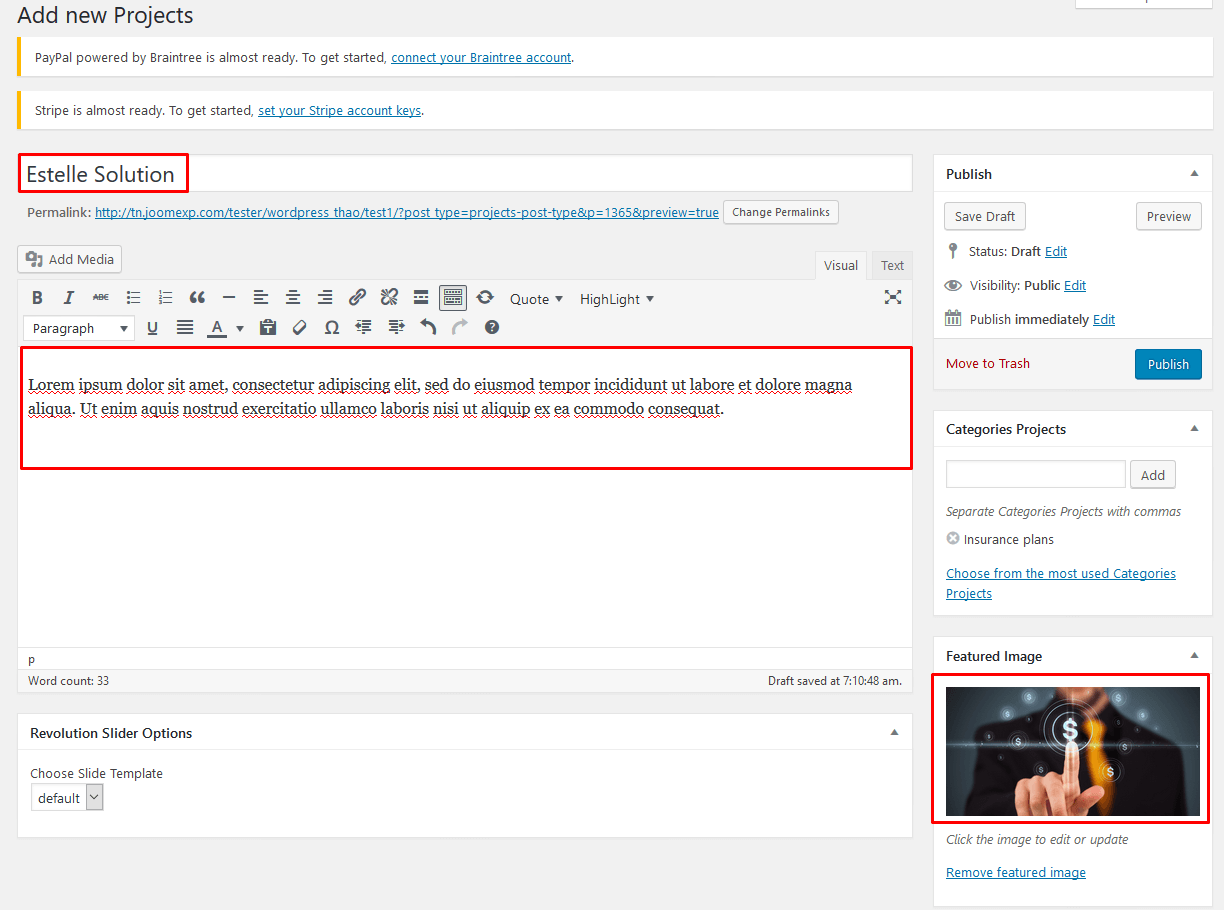 Add new Projects
PayPal powered by Braintree is almost ready. To get started, connect your Braintree account.
Stripe is almost ready. To get started, set your Stripe account keys.
Estelle Solution
Permalink: http://tn.joomexp.com/tester/wordpress_thao/test1/?post_type=projects-post-type&p=1365&preview=true Change Permalinks
Add Media
Visual Text
B I ABC Quote HighLight
Paragraph U A Ω
Lorem ipsum dolor sit amet, consectetur adipiscing elit, sed do eiusmod tempor incididunt ut labore et dolore magna
aliqua. Ut enim aquis nostrud exercitatio ullamco laboris nisi ut aliquip ex ea commodo consequat.
p
Word count: 33 Draft saved at 7:10:48 am.
Revolution Slider Options
Choose Slide Template
default
Publish
Save Draft Preview
Status: Draft Edit
Visibility: Public Edit
Publish immediately Edit
Move to Trash Publish
Categories Projects
Add
Separate Categories Projects with commas
Insurance plans
Choose from the most used Categories
Projects
Featured Image
$
Click the image to edit or update
Remove featured image